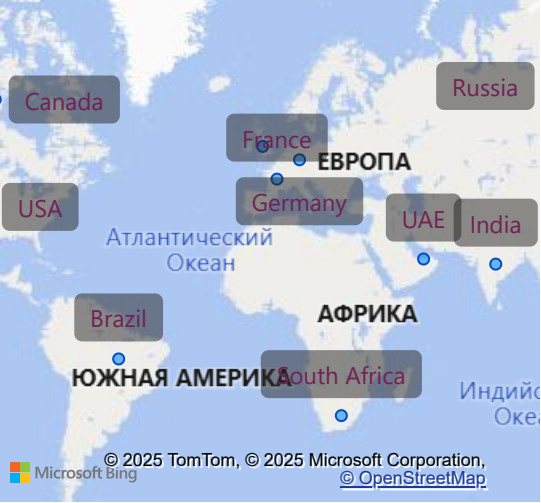 Russia
Canada
France
ЕВРОПА
Germany
USA
UAE
India
Атлантический
Океан
АФРИКА
Brazil
ЮЖНАЯ АМЕРИКА
South Africa
Индийс
Оке
© 2025 TomTom, © 2025 Microsoft Corporation,
Microsoft Bing
© OpenStreetMap